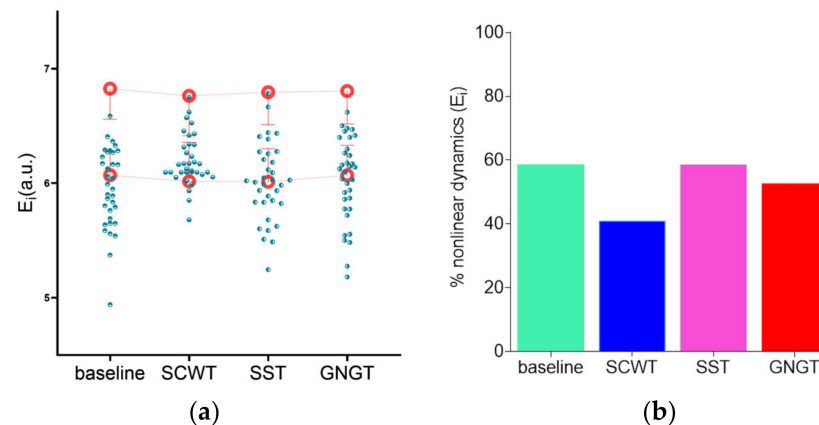 7
6
5
Eᵢ(a.u.)
baseline SCWT SST GNGT
(a)
100
80
60
40
20
0
% nonlinear dynamics (Eᵢ)
baseline SCWT SST GNGT
(b)